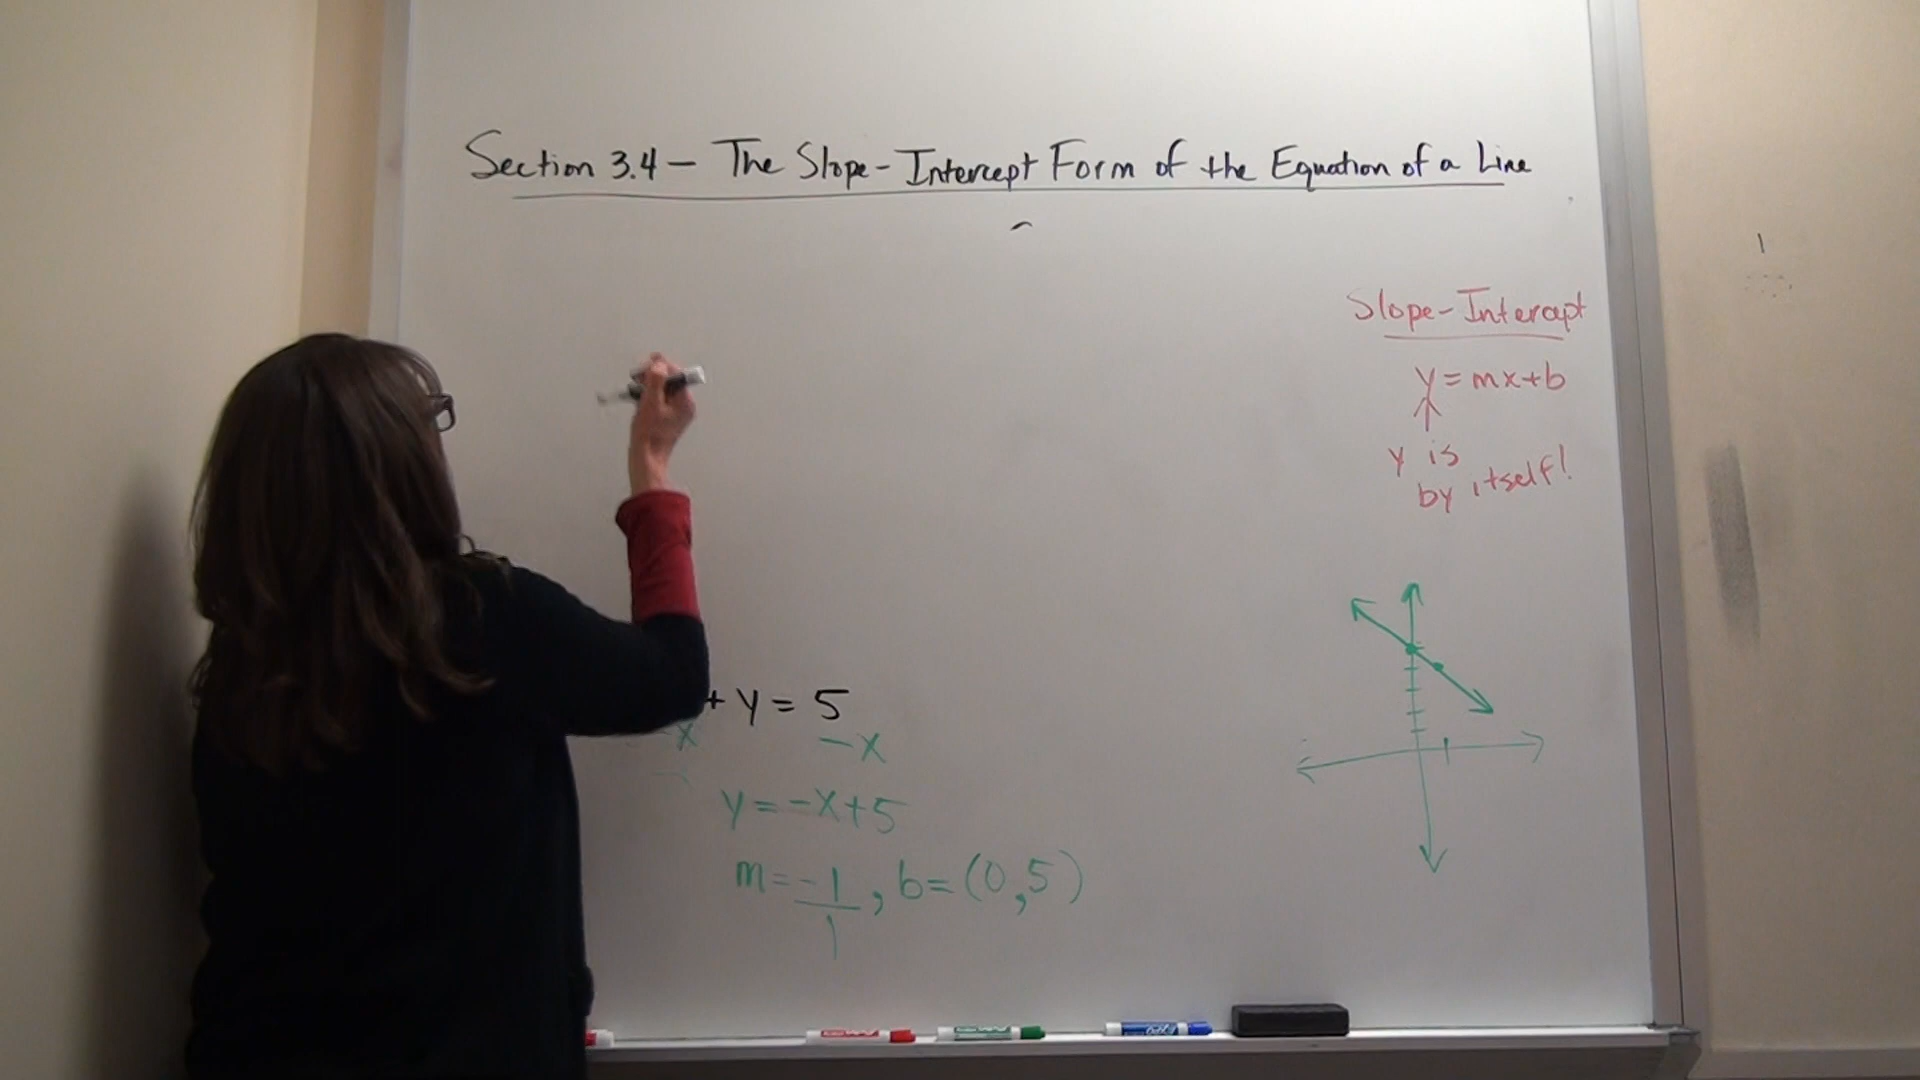 Section 3.4 – The Slope-Intercept Form of the Equation of a Line
Slope-Intercept
y = mx+b
y is
by itself!
+ y = 5
-x -x
y = -x+5
m = -1/1, b = (0,5)